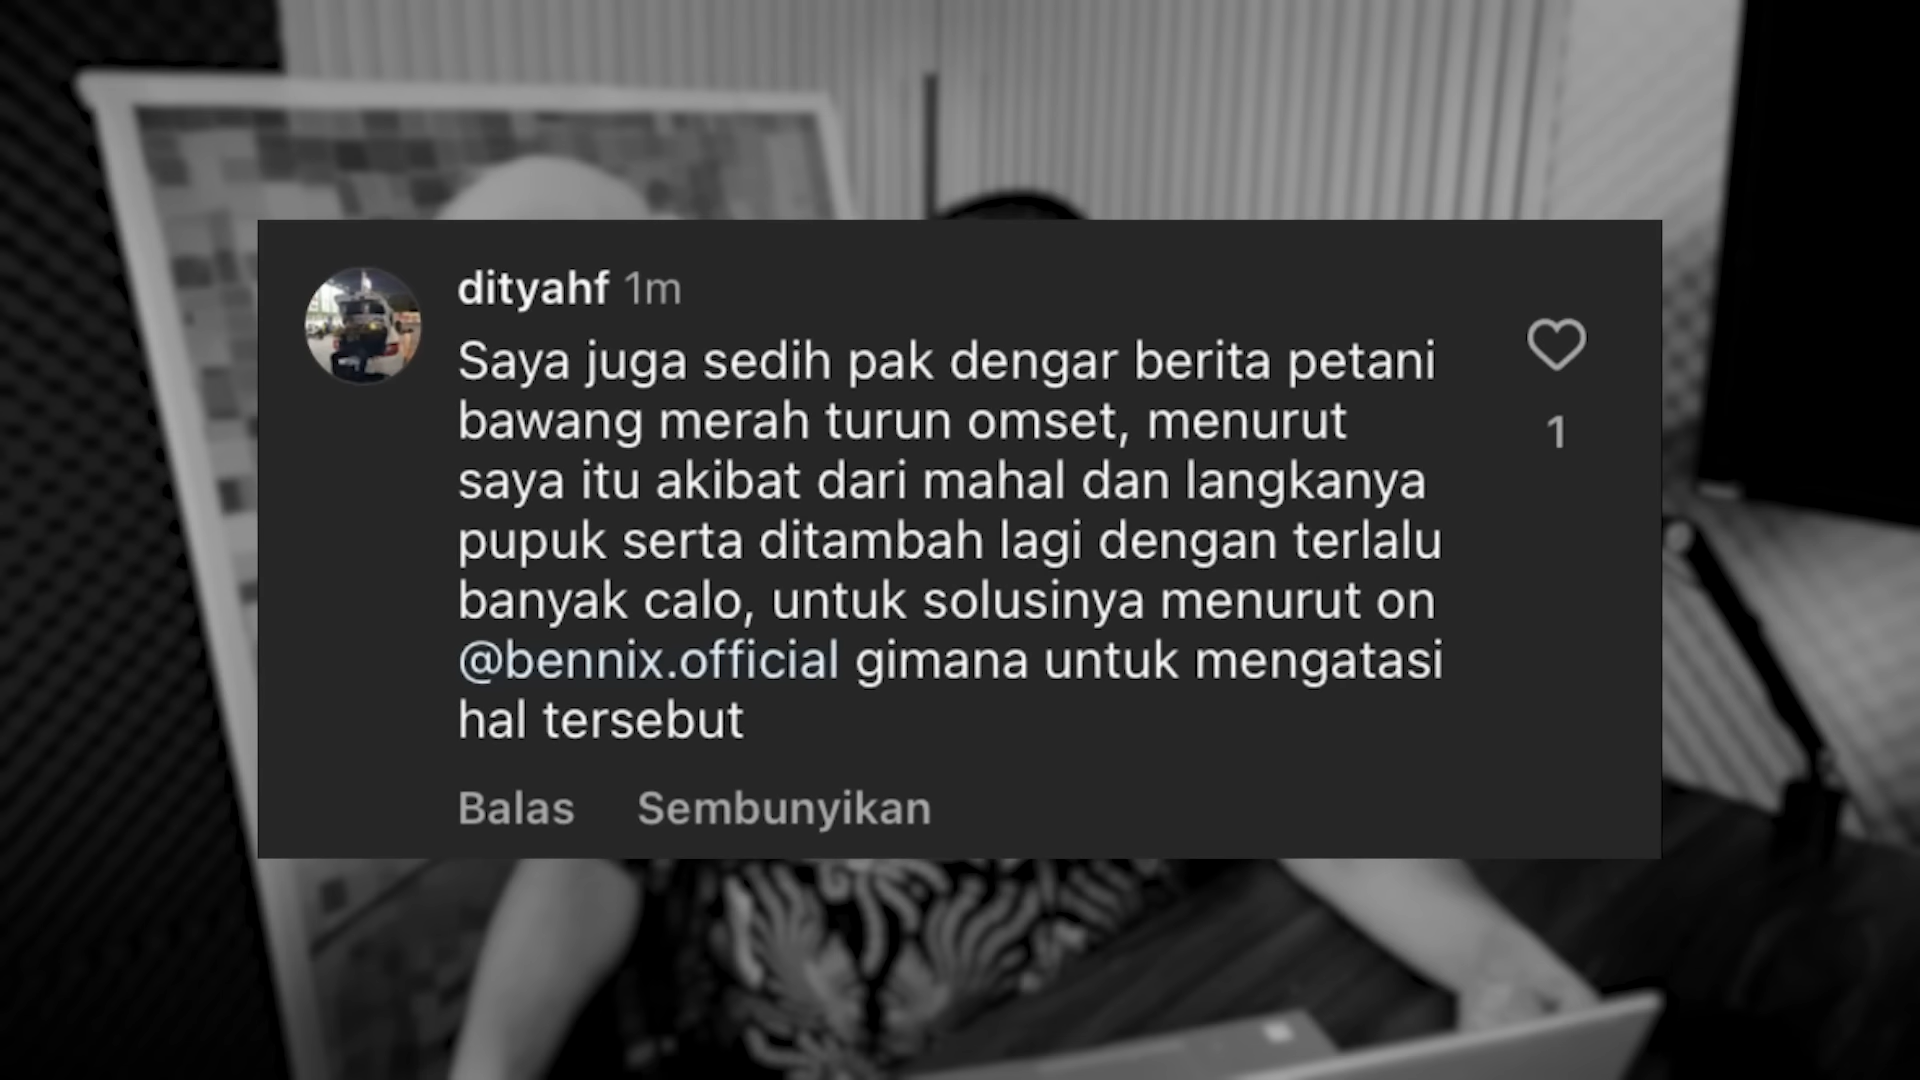 dityahf 1m
Saya juga sedih pak dengar berita petani
bawang merah turun omset, menurut
saya itu akibat dari mahal dan langkanya
pupuk serta ditambah lagi dengan terlalu
banyak calo, untuk solusinya menurut on
@bennix.official gimana untuk mengatasi
hal tersebut
1
Balas Sembunyikan